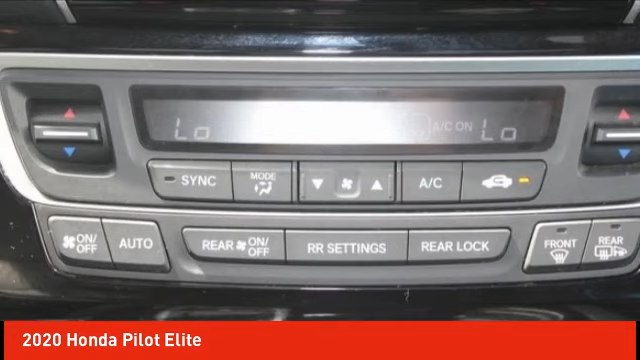 Lo A/C ON Lo
SYNC MODE A/C
ON/OFF AUTO REAR ON/OFF RR SETTINGS REAR LOCK FRONT REAR
2020 Honda Pilot Elite